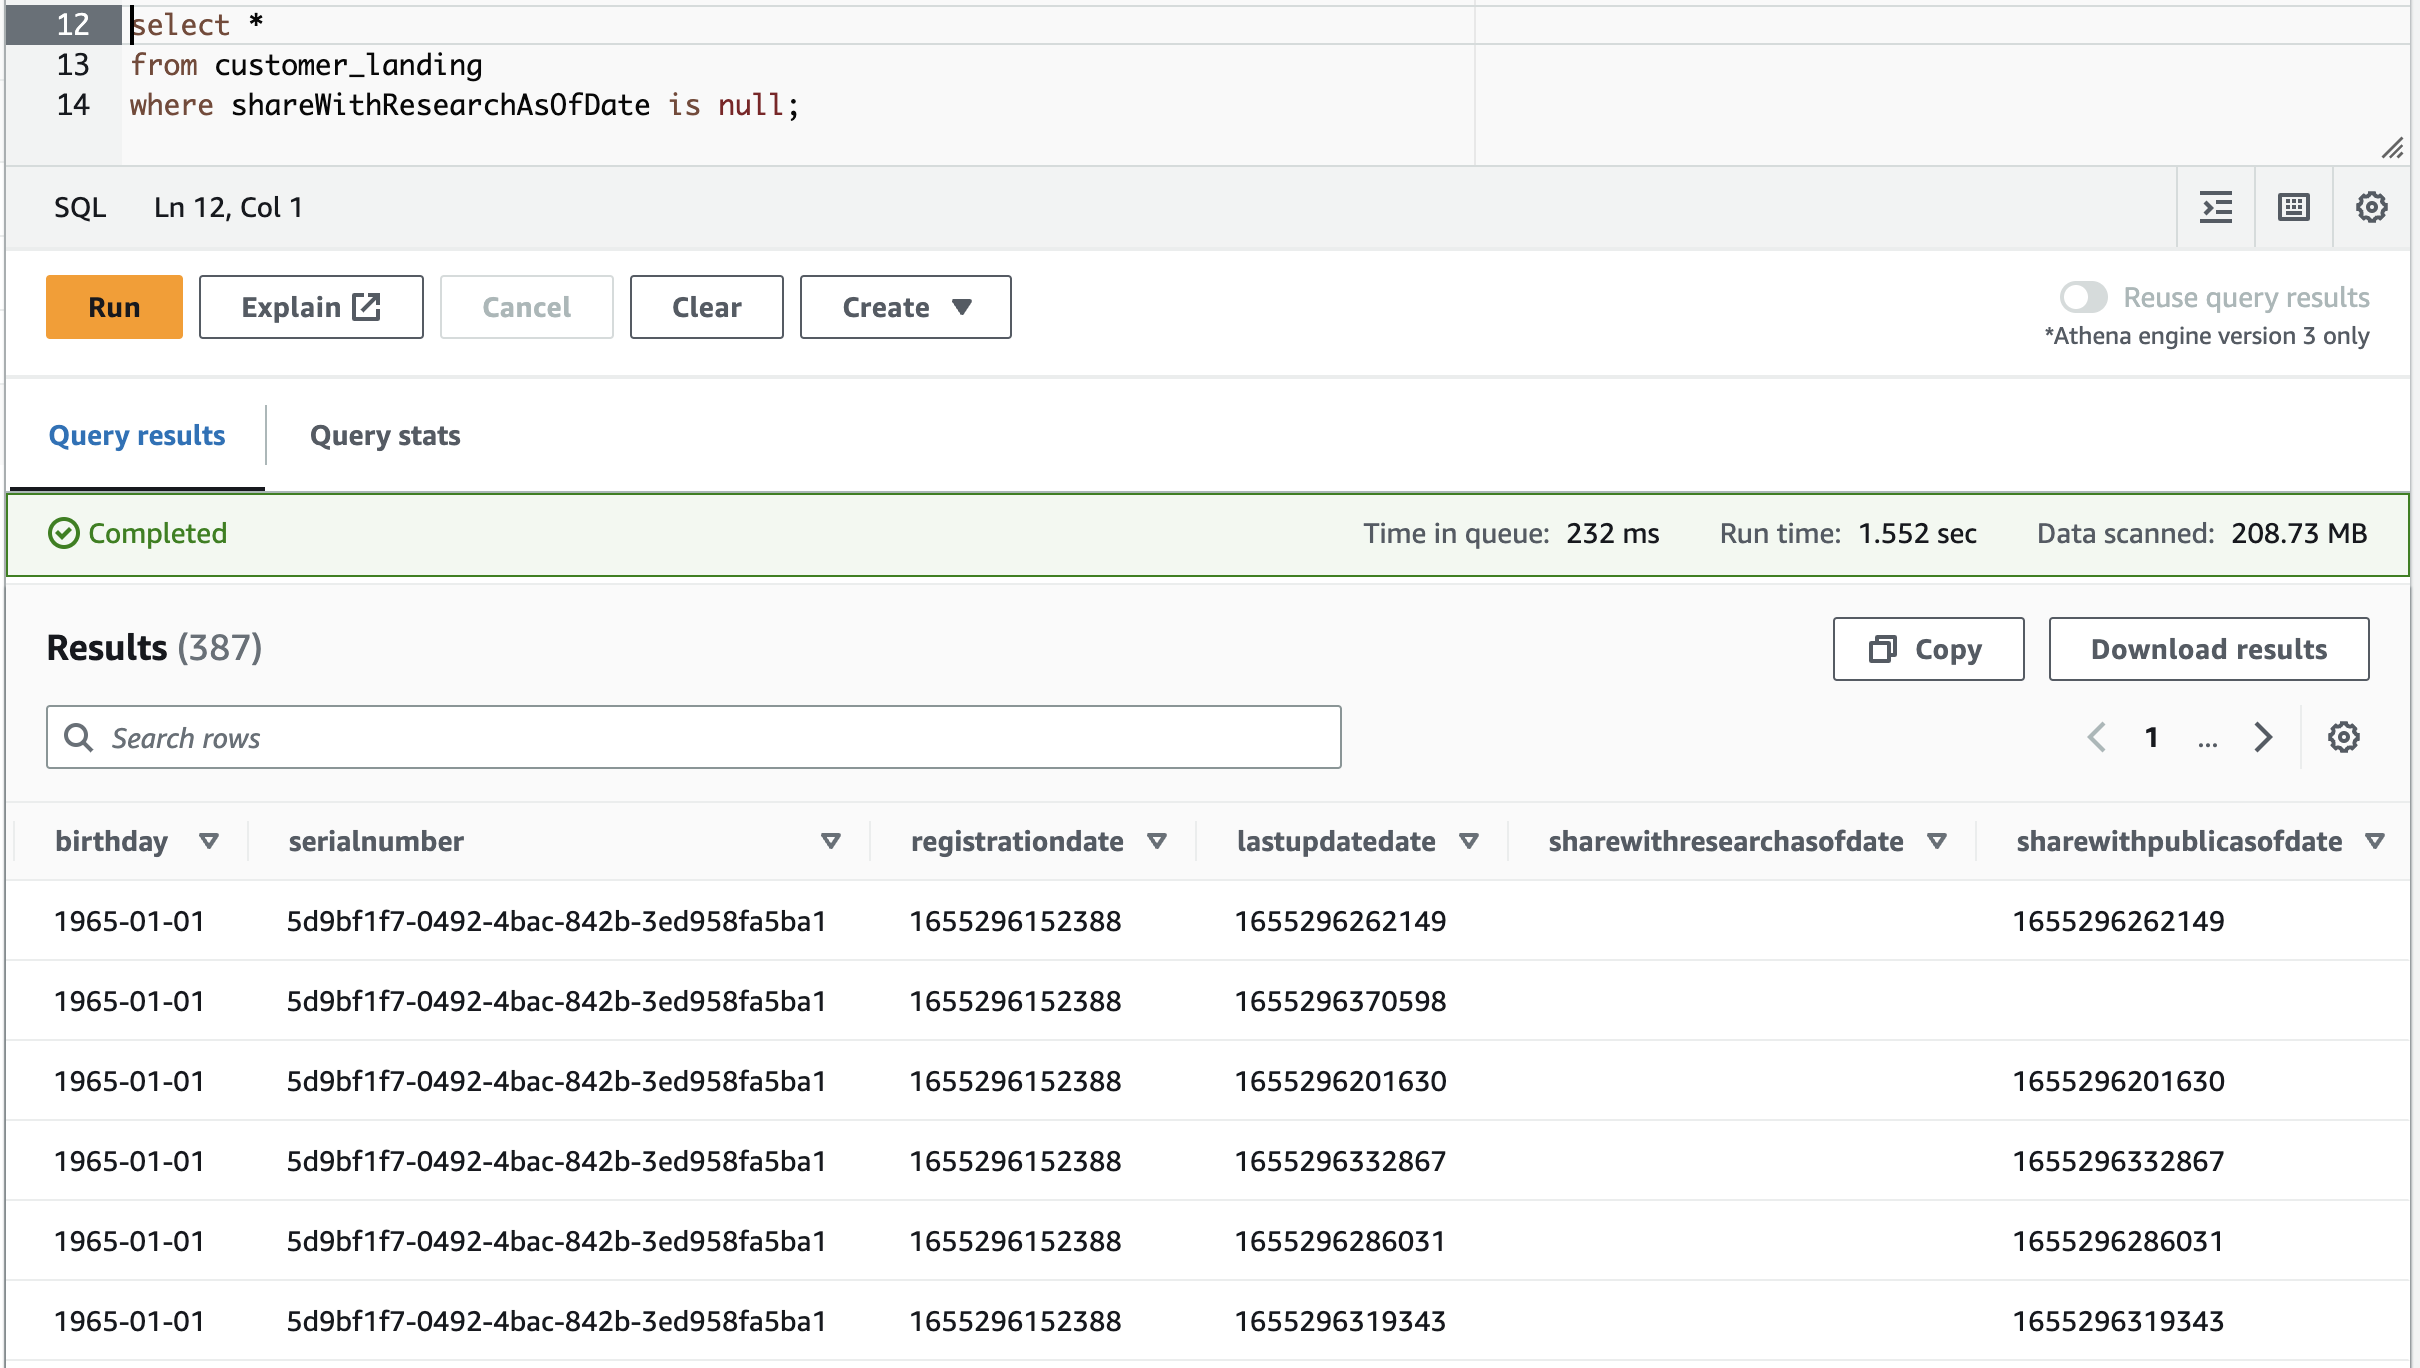 12 select *
13 from customer_landing
14 where shareWithResearchAsOfDate is null;
SQL Ln 12, Col 1
Run Explain Cancel Clear Create Reuse query results
*Athena engine version 3 only
Query results Query stats
Completed Time in queue: 232 ms Run time: 1.552 sec Data scanned: 208.73 MB
Results (387) Copy Download results
Search rows 1 ...
birthday serialnumber registrationdate lastupdatedate sharewithresearchasofdate sharewithpublicasofdate
1965-01-01 5d9bf1f7-0492-4bac-842b-3ed958fa5ba1 1655296152388 1655296262149 1655296262149
1965-01-01 5d9bf1f7-0492-4bac-842b-3ed958fa5ba1 1655296152388 1655296370598
1965-01-01 5d9bf1f7-0492-4bac-842b-3ed958fa5ba1 1655296152388 1655296201630 1655296201630
1965-01-01 5d9bf1f7-0492-4bac-842b-3ed958fa5ba1 1655296152388 1655296332867 1655296332867
1965-01-01 5d9bf1f7-0492-4bac-842b-3ed958fa5ba1 1655296152388 1655296286031 1655296286031
1965-01-01 5d9bf1f7-0492-4bac-842b-3ed958fa5ba1 1655296152388 1655296319343 1655296319343